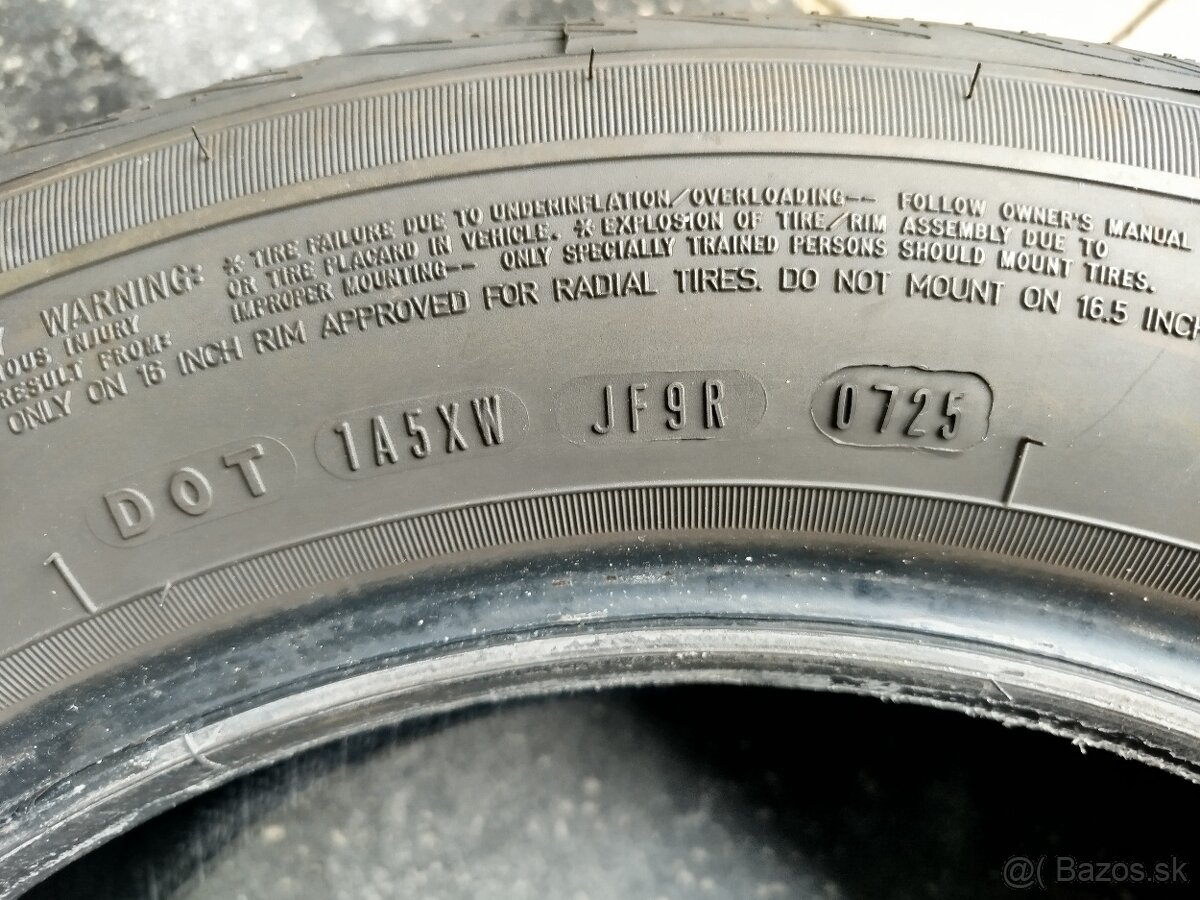 WARNING: * TIRE FAILURE DUE TO UNDERINFLATION/OVERLOADING-- FOLLOW OWNER'S MANUAL
OR TIRE PLACARD IN VEHICLE. * EXPLOSION OF TIRE/RIM ASSEMBLY DUE TO
INJURY IMPROPER MOUNTING-- ONLY SPECIALLY TRAINED PERSONS SHOULD MOUNT TIRES.
RESULT FROM:
ONLY ON 16 INCH RIM APPROVED FOR RADIAL TIRES. DO NOT MOUNT ON 16.5 INCH
DOT 1A5XW JF9R 0725
@( Bazos.sk